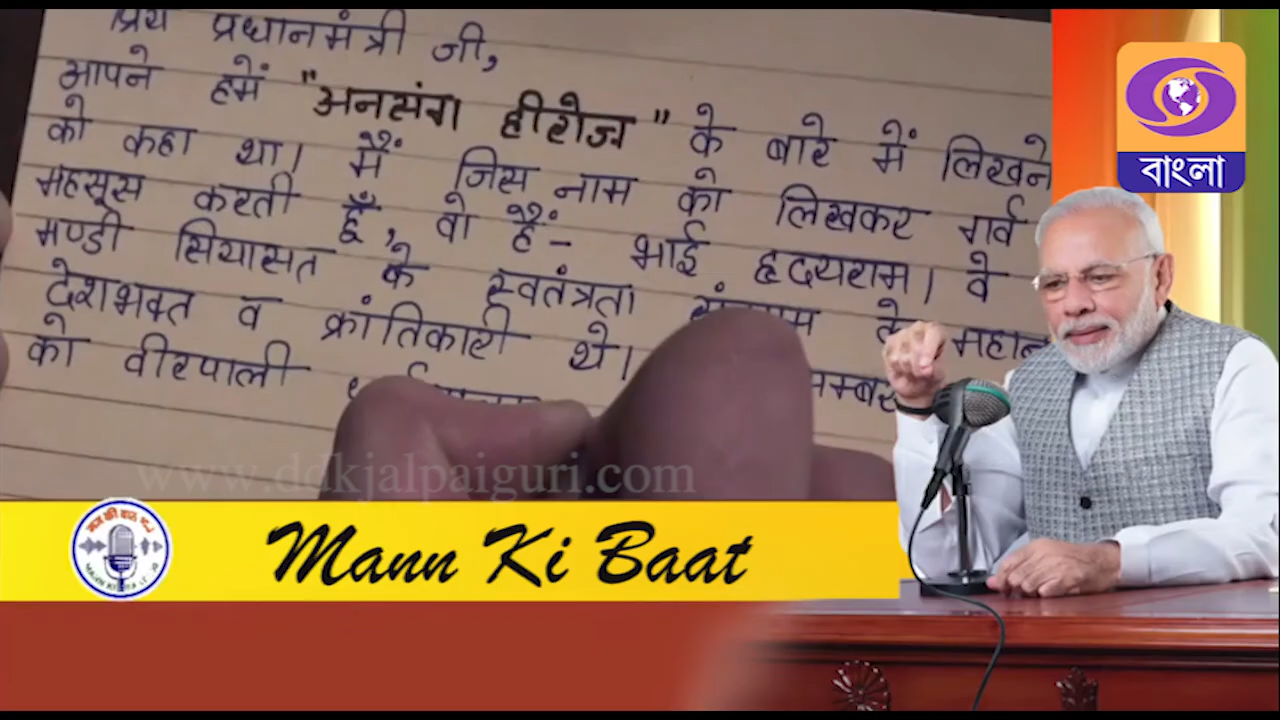 प्रिय प्रधानमंत्री जी,
आपने हमें "अनसंग हीरोज" के बारे में लिखने
को कहा था। मैं जिस नाम को लिखकर गर्व
महसूस करती हूँ, वो हैं- भाई हृदयराम। वे
मण्डी सियासत के स्वतंत्रता के महान
देशभक्त व क्रांतिकारी थे।
को वीरपाली
বাংলা
www.ddkjalpaiguri.com
Mann Ki Baat